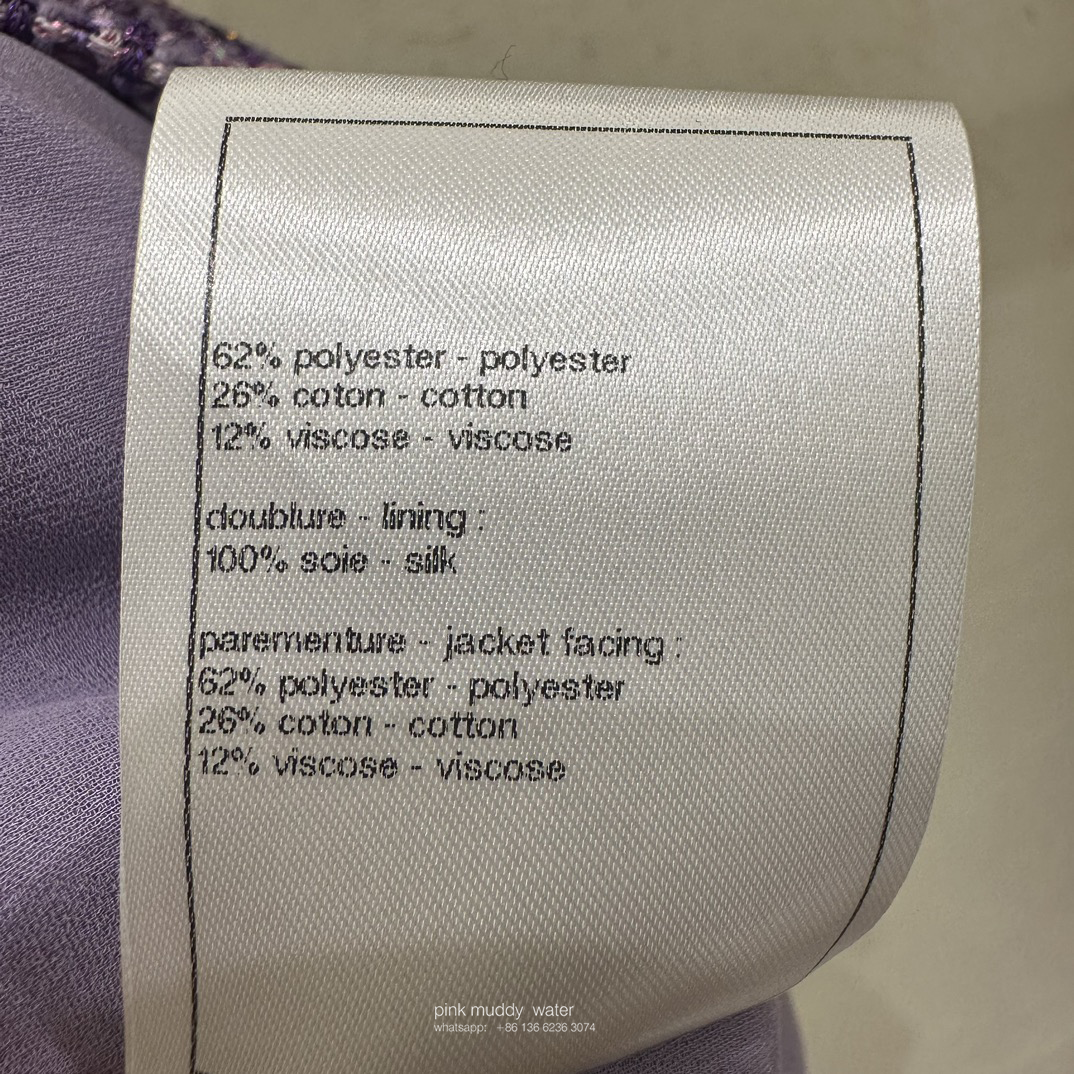 62% polyester - polyester
26% coton - cotton
12% viscose - viscose
doublure - lining :
100% soie - silk
parementure - jacket facing :
62% polyester - polyester
26% coton - cotton
12% viscose - viscose
pink muddy water
whatsapp: +86 136 6236 3074